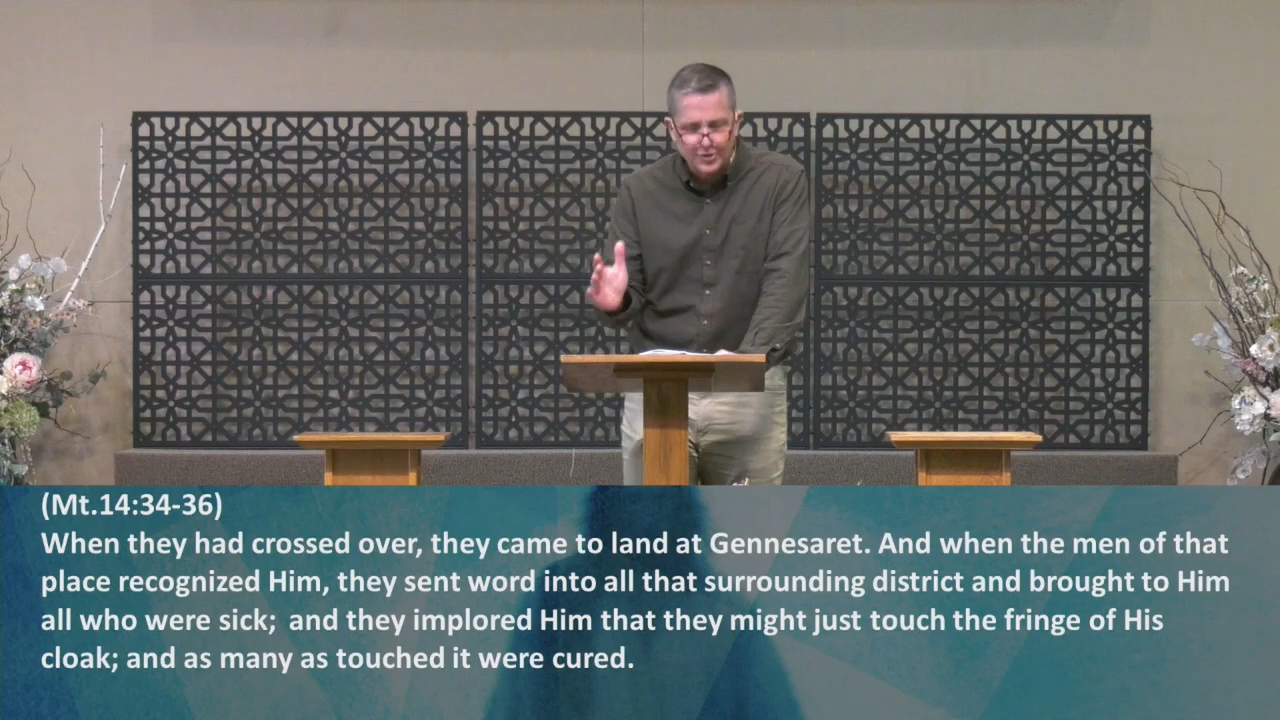 (Mt.14:34-36)
When they had crossed over, they came to land at Gennesaret. And when the men of that
place recognized Him, they sent word into all that surrounding district and brought to Him
all who were sick;  and they implored Him that they might just touch the fringe of His
cloak; and as many as touched it were cured.